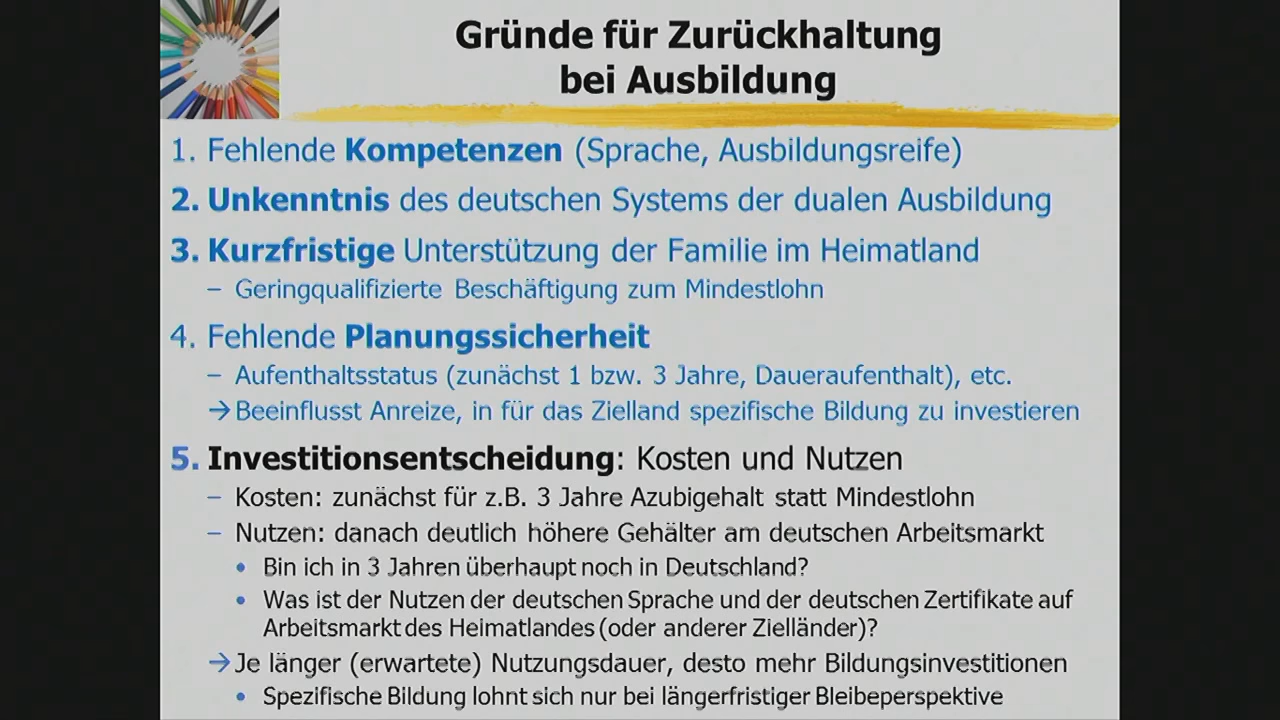 Gründe für Zurückhaltung
bei Ausbildung
1. Fehlende Kompetenzen (Sprache, Ausbildungsreife)
2. Unkenntnis des deutschen Systems der dualen Ausbildung
3. Kurzfristige Unterstützung der Familie im Heimatland
– Geringqualifizierte Beschäftigung zum Mindestlohn
4. Fehlende Planungssicherheit
– Aufenthaltsstatus (zunächst 1 bzw. 3 Jahre, Daueraufenthalt), etc.
→ Beeinflusst Anreize, in für das Zielland spezifische Bildung zu investieren
5. Investitionsentscheidung: Kosten und Nutzen
– Kosten: zunächst für z.B. 3 Jahre Azubigehalt statt Mindestlohn
– Nutzen: danach deutlich höhere Gehälter am deutschen Arbeitsmarkt
• Bin ich in 3 Jahren überhaupt noch in Deutschland?
• Was ist der Nutzen der deutschen Sprache und der deutschen Zertifikate auf
Arbeitsmarkt des Heimatlandes (oder anderer Zielländer)?
→ Je länger (erwartete) Nutzungsdauer, desto mehr Bildungsinvestitionen
• Spezifische Bildung lohnt sich nur bei längerfristiger Bleibeperspektive